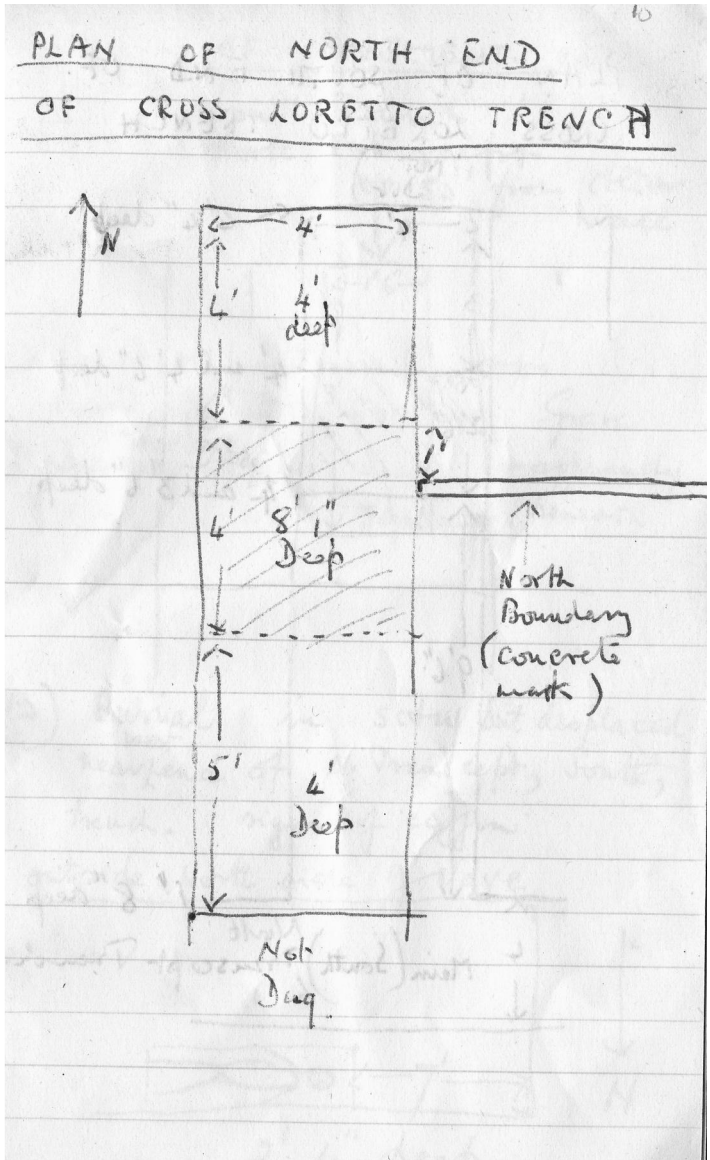 10
PLAN OF NORTH END
OF CROSS LORETTO TRENCH
N
4'
4'
4'
deep
4'
8' 1"
Deep
North
Boundary
(concrete
mark)
5'
4'
Deep
Not
Dug.